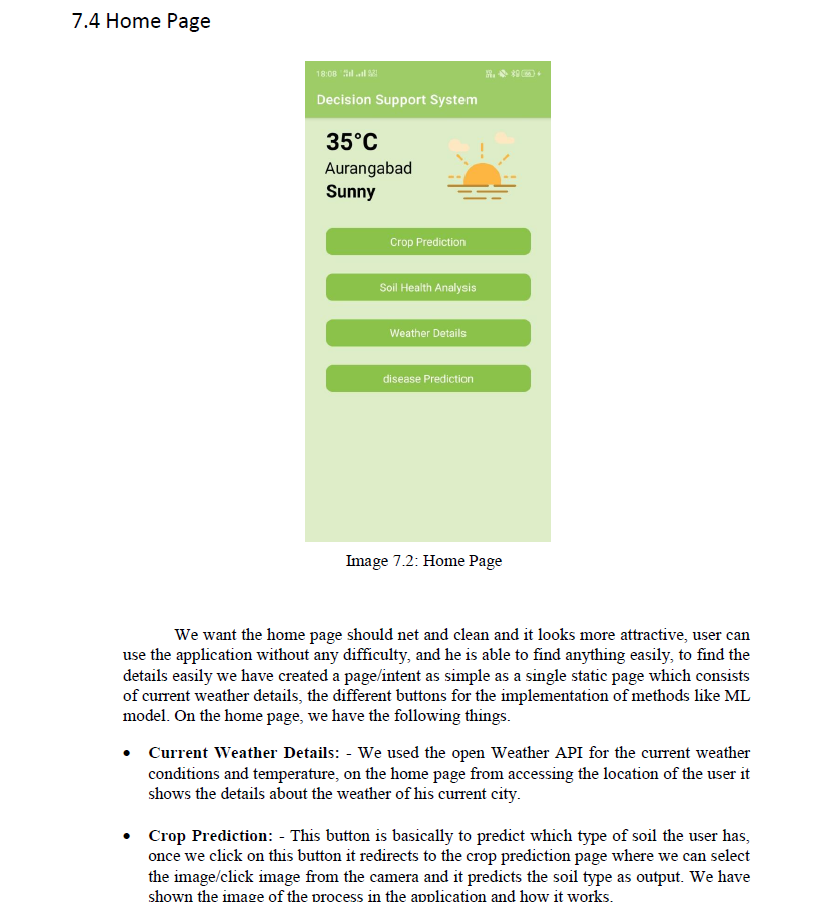 7.4 Home Page
18:08
Decision Support System
35°C
Aurangabad
Sunny
Crop Prediction
Soil Health Analysis
Weather Details
disease Prediction
Image 7.2: Home Page
We want the home page should net and clean and it looks more attractive, user can
use the application without any difficulty, and he is able to find anything easily, to find the
details easily we have created a page/intent as simple as a single static page which consists
of current weather details, the different buttons for the implementation of methods like ML
model. On the home page, we have the following things.
• Current Weather Details: - We used the open Weather API for the current weather
conditions and temperature, on the home page from accessing the location of the user it
shows the details about the weather of his current city.
• Crop Prediction: - This button is basically to predict which type of soil the user has,
once we click on this button it redirects to the crop prediction page where we can select
the image/click image from the camera and it predicts the soil type as output. We have
shown the image of the process in the application and how it works.